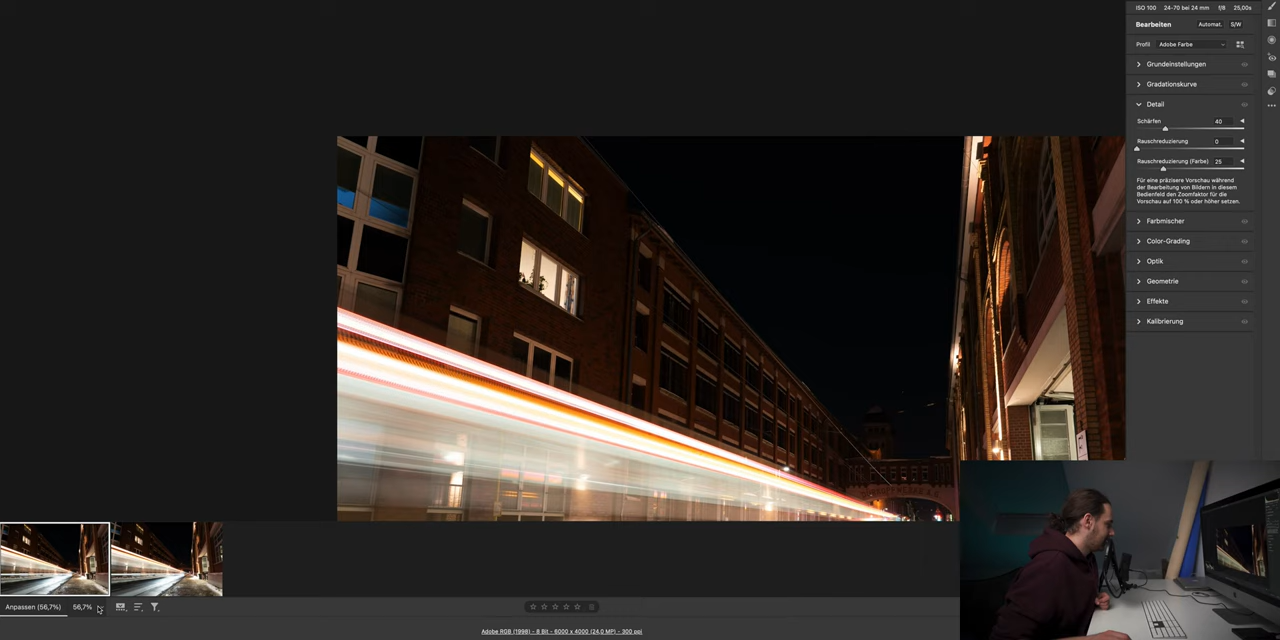 ISO 100 24-70 bei 24 mm f/8 25,00s
Bearbeiten Automat. S/W
Profil Adobe Farbe
Grundeinstellungen
Gradationskurve
Detail
Schärfen 40
Rauschreduzierung 0
Rauschreduzierung (Farbe) 25
Für eine präzisere Vorschau während
der Bearbeitung von Bildern in diesem
Bedienfeld den Zoomfaktor für die
Vorschau auf 100 % oder höher setzen.
Farbmischer
Color-Grading
Optik
Geometrie
Effekte
Kalibrierung
Anpassen (56,7%) 56,7%
Adobe RGB (1998) - 8 Bit - 6000 x 4000 (24,0 MP) - 300 ppi